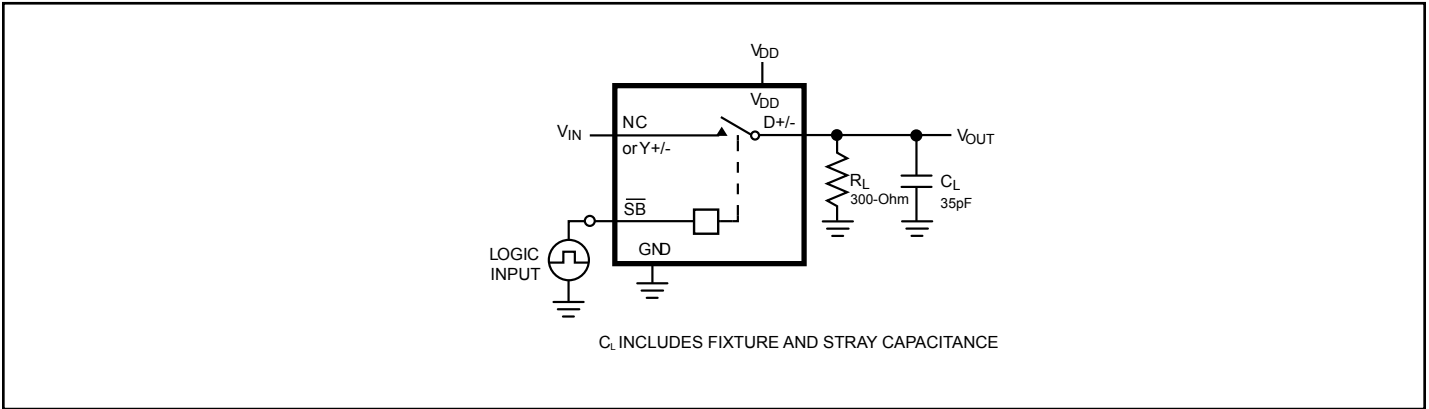 VDD
VDD
VIN
NC
D+/-
VOUT
or Y+/-
RL
300-Ohm
CL
35pF
SB
LOGIC
INPUT
GND
CL INCLUDES FIXTURE AND STRAY CAPACITANCE